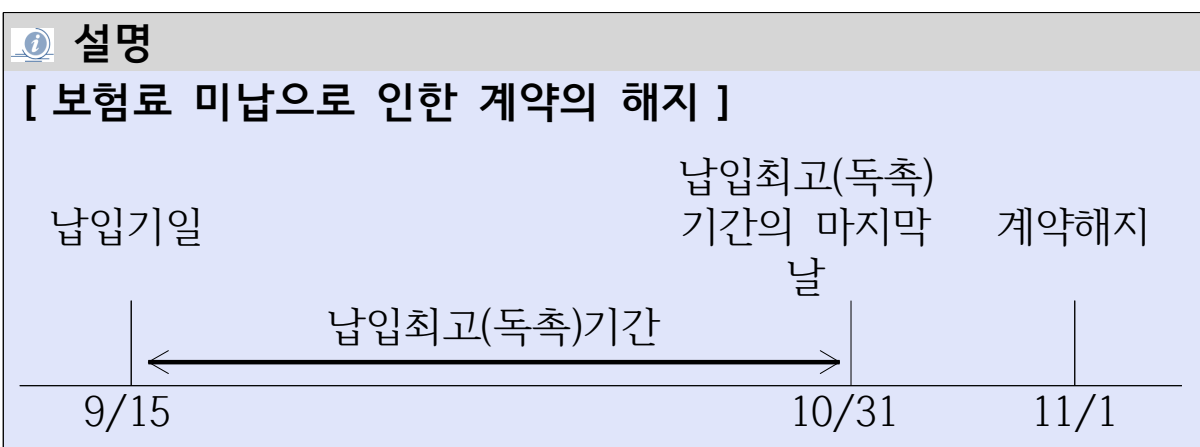 설명
[ 보험료 미납으로 인한 계약의 해지 ]
납입기일
납입최고(독촉)
기간의 마지막
날
계약해지
납입최고(독촉)기간
9/15
10/31
11/1